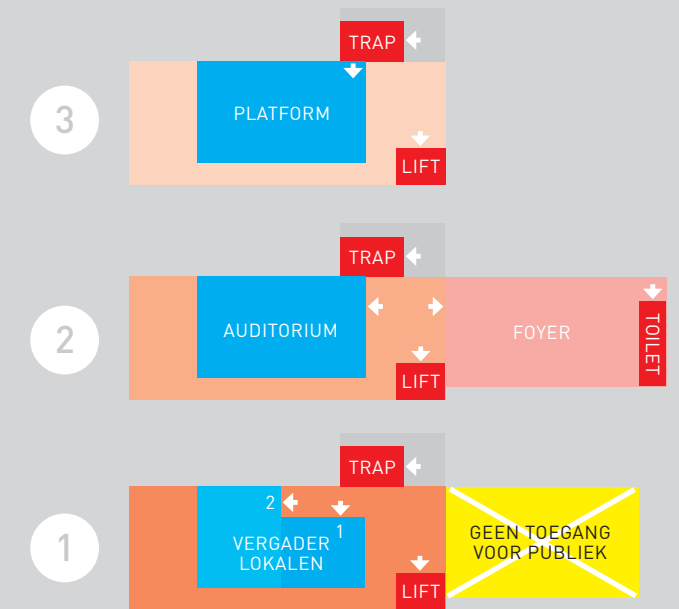 TRAP
3
PLATFORM
LIFT
TRAP
2
AUDITORIUM
FOYER
TOILET
LIFT
TRAP
1
2
1
VERGADER
LOKALEN
GEEN TOEGANG
VOOR PUBLIEK
LIFT